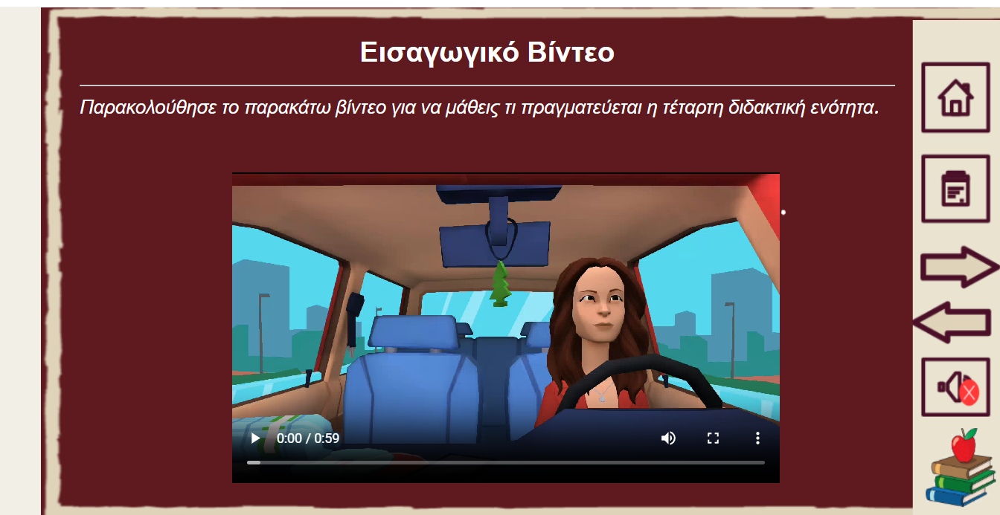 Εισαγωγικό Βίντεο
Παρακολούθησε το παρακάτω βίντεο για να μάθεις τι πραγματεύεται η τέταρτη διδακτική ενότητα.
0:00 / 0:59